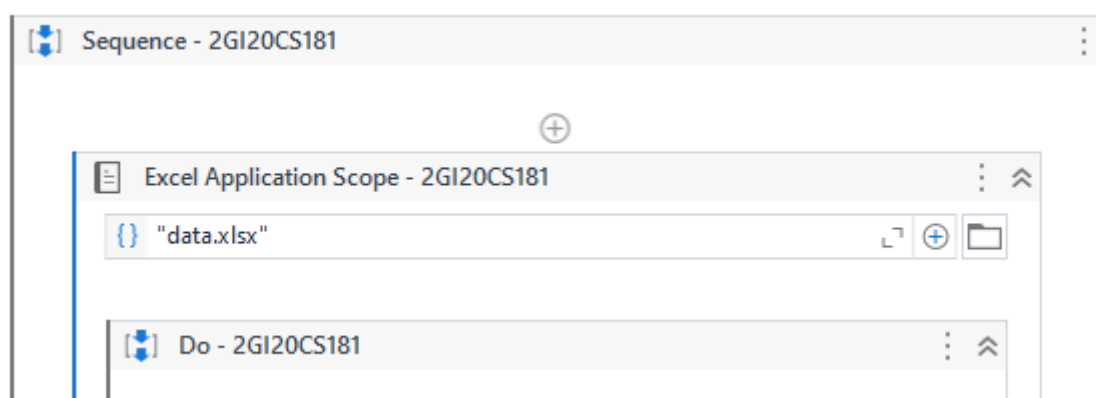 Sequence - 2GI20CS181
Excel Application Scope - 2GI20CS181
{} "data.xlsx"
Do - 2GI20CS181